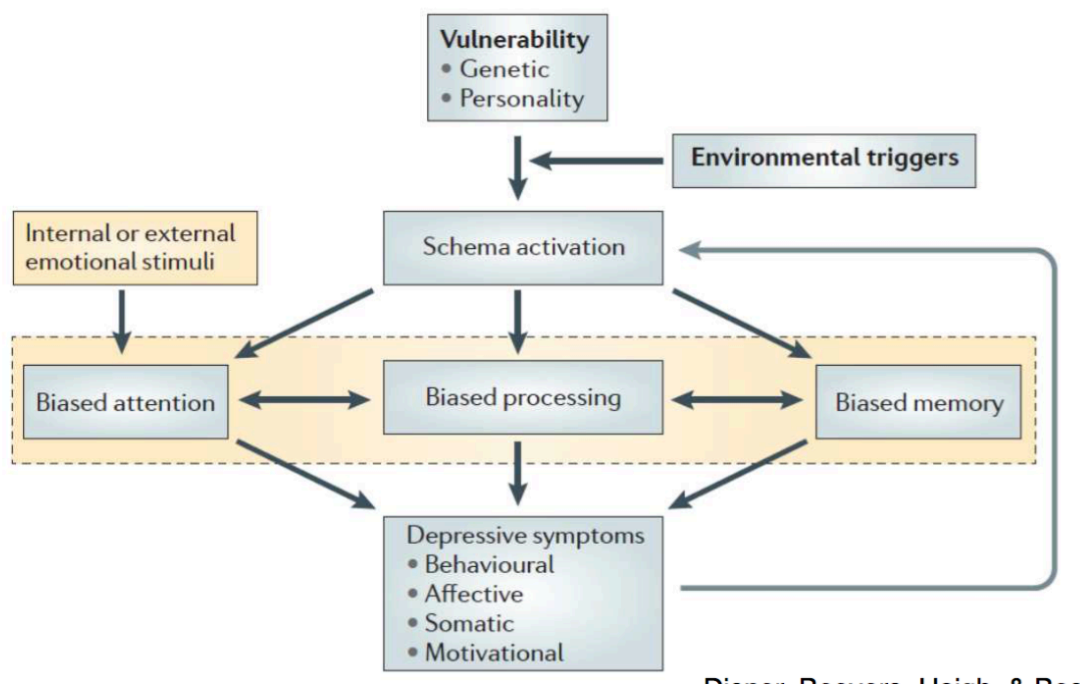 Vulnerability
• Genetic
• Personality
Environmental triggers
Internal or external
emotional stimuli
Schema activation
Biased attention
Biased processing
Biased memory
Depressive symptoms
• Behavioural
• Affective
• Somatic
• Motivational